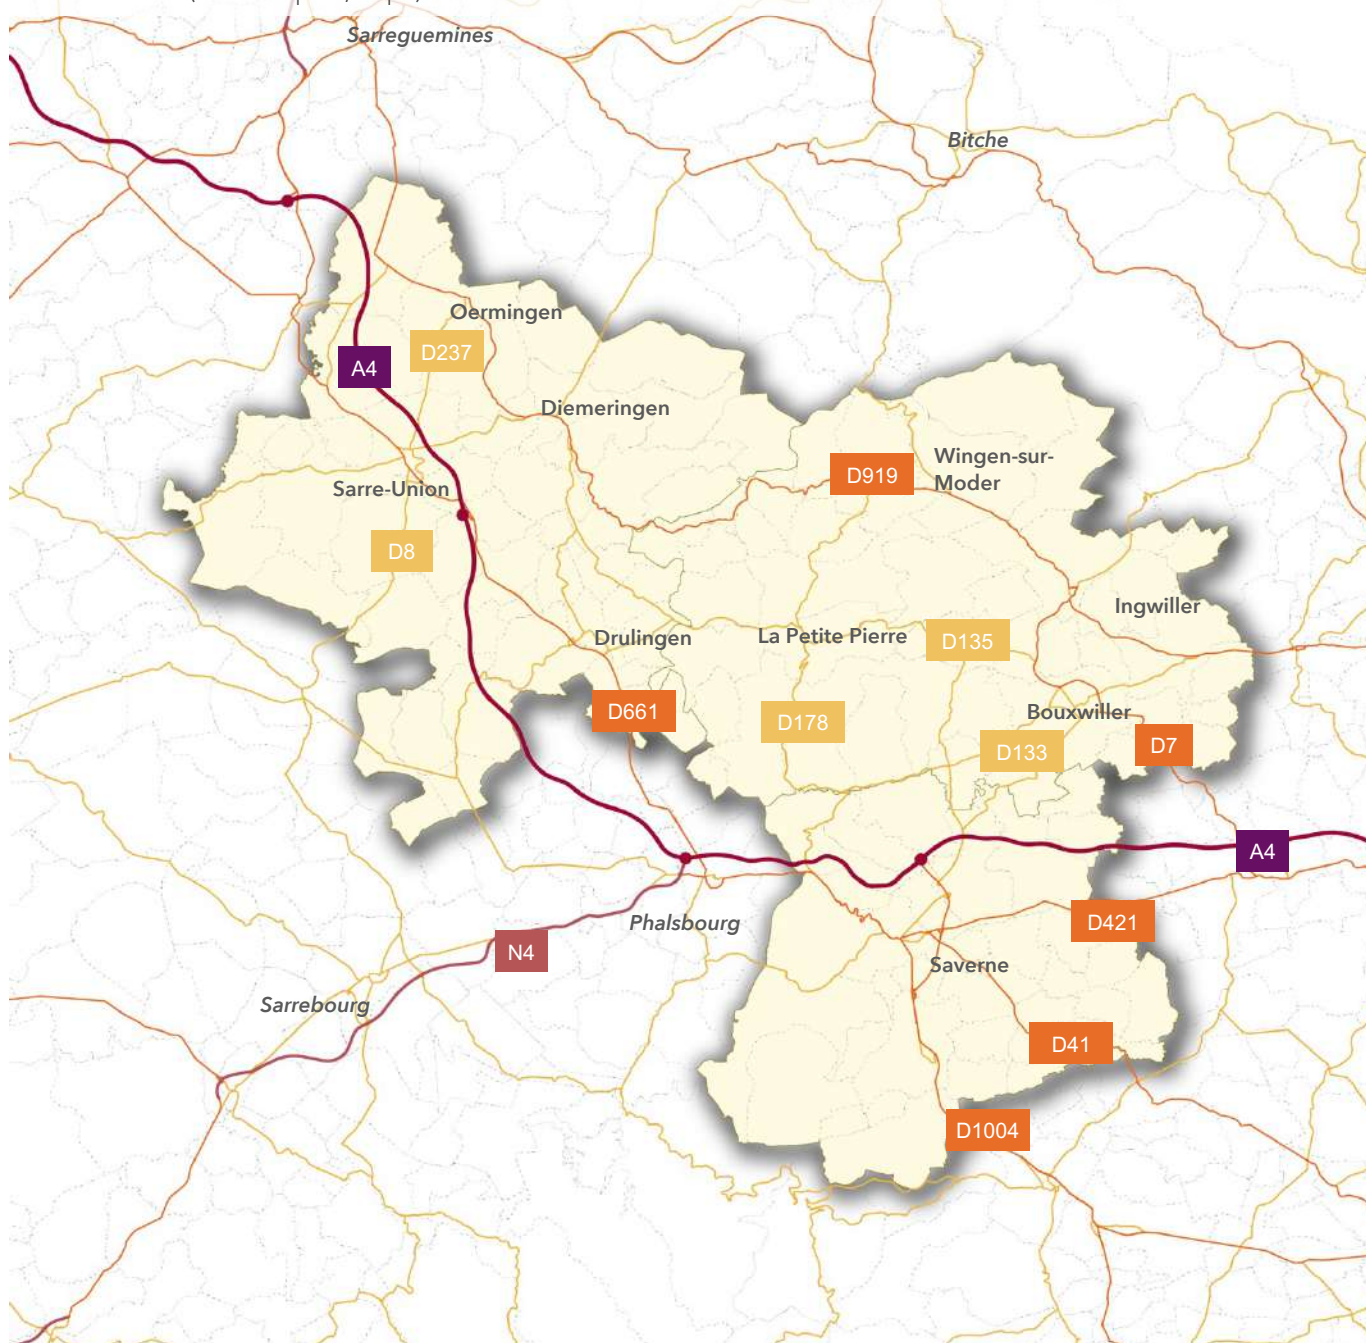 Sarreguemines
Bitche
Oermingen
D237
A4
Diemeringen
Wingen-sur-
Moder
D919
Sarre-Union
D8
Ingwiller
Drulingen
La Petite Pierre
D135
D661
D178
Bouxwiller
D133
D7
A4
Phalsbourg
D421
N4
Saverne
Sarrebourg
D41
D1004